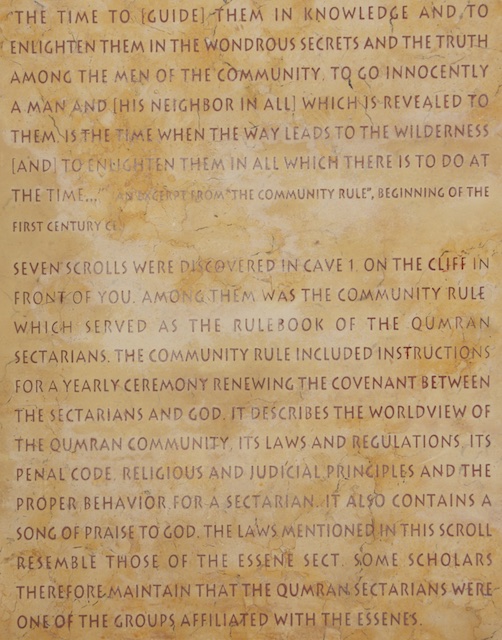 "THE TIME TO [GUIDE] THEM IN KNOWLEDGE AND TO
ENLIGHTEN THEM IN THE WONDROUS SECRETS AND THE TRUTH
AMONG THE MEN OF THE COMMUNITY, TO GO INNOCENTLY
A MAN AND [HIS NEIGHBOR IN ALL] WHICH IS REVEALED TO
THEM. IS THE TIME WHEN THE WAY LEADS TO THE WILDERNESS
[AND] TO ENLIGHTEN THEM IN ALL WHICH THERE IS TO DO AT
THE TIME..." (AN EXCERPT FROM "THE COMMUNITY RULE", BEGINNING OF THE
FIRST CENTURY CE.
SEVEN SCROLLS WERE DISCOVERED IN CAVE 1, ON THE CLIFF IN
FRONT OF YOU. AMONG THEM WAS THE COMMUNITY RULE
WHICH SERVED AS THE RULEBOOK OF THE QUMRAN
SECTARIANS. THE COMMUNITY RULE INCLUDED INSTRUCTIONS
FOR A YEARLY CEREMONY RENEWING THE COVENANT BETWEEN
THE SECTARIANS AND GOD. IT DESCRIBES THE WORLDVIEW OF
THE QUMRAN COMMUNITY, ITS LAWS AND REGULATIONS, ITS
PENAL CODE, RELIGIOUS AND JUDICIAL PRINCIPLES AND THE
PROPER BEHAVIOR FOR A SECTARIAN. IT ALSO CONTAINS A
SONG OF PRAISE TO GOD. THE LAWS MENTIONED IN THIS SCROLL
RESEMBLE THOSE OF THE ESSENE SECT. SOME SCHOLARS
THEREFORE MAINTAIN THAT THE QUMRAN SECTARIANS WERE
ONE OF THE GROUPS AFFILIATED WITH THE ESSENES.